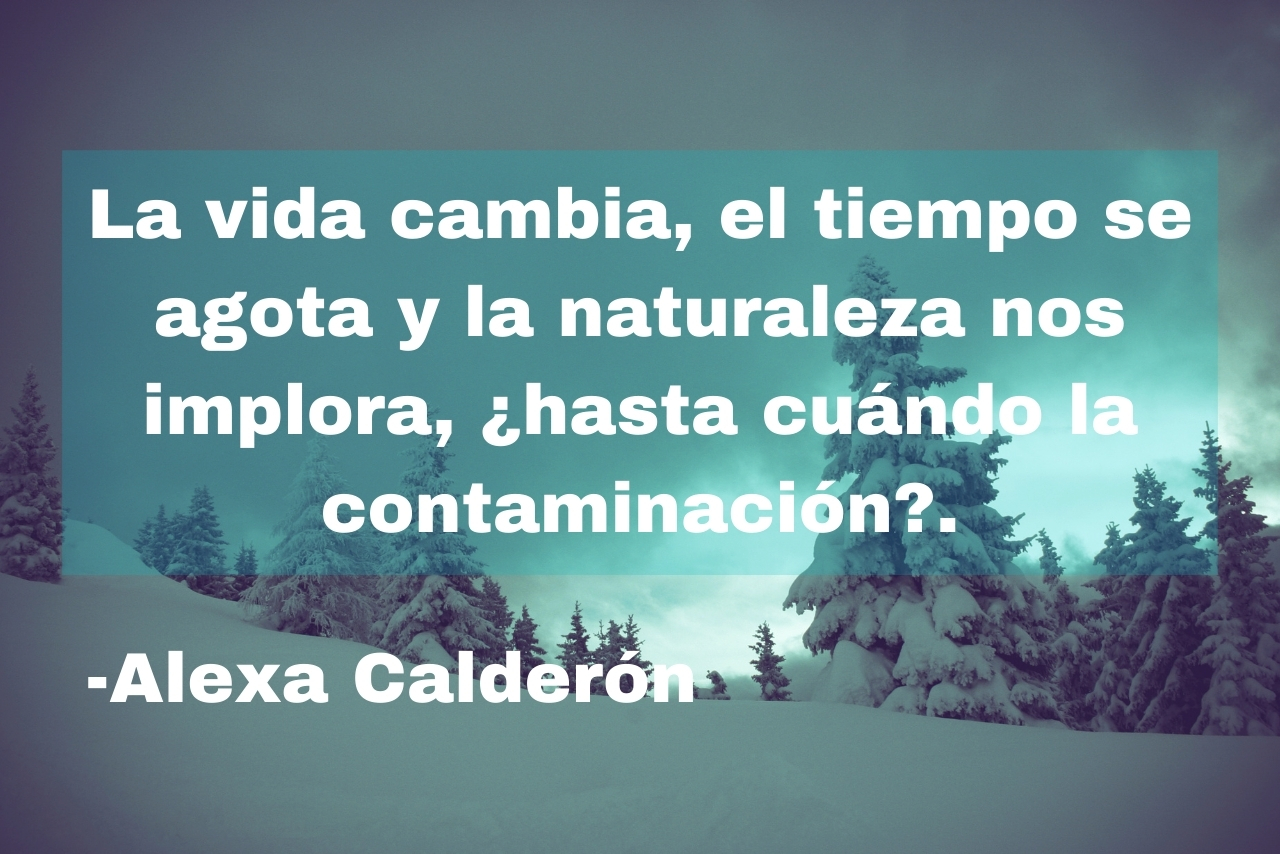 La vida cambia, el tiempo se
agota y la naturaleza nos
implora, ¿hasta cuándo la
contaminación?.
-Alexa Calderón